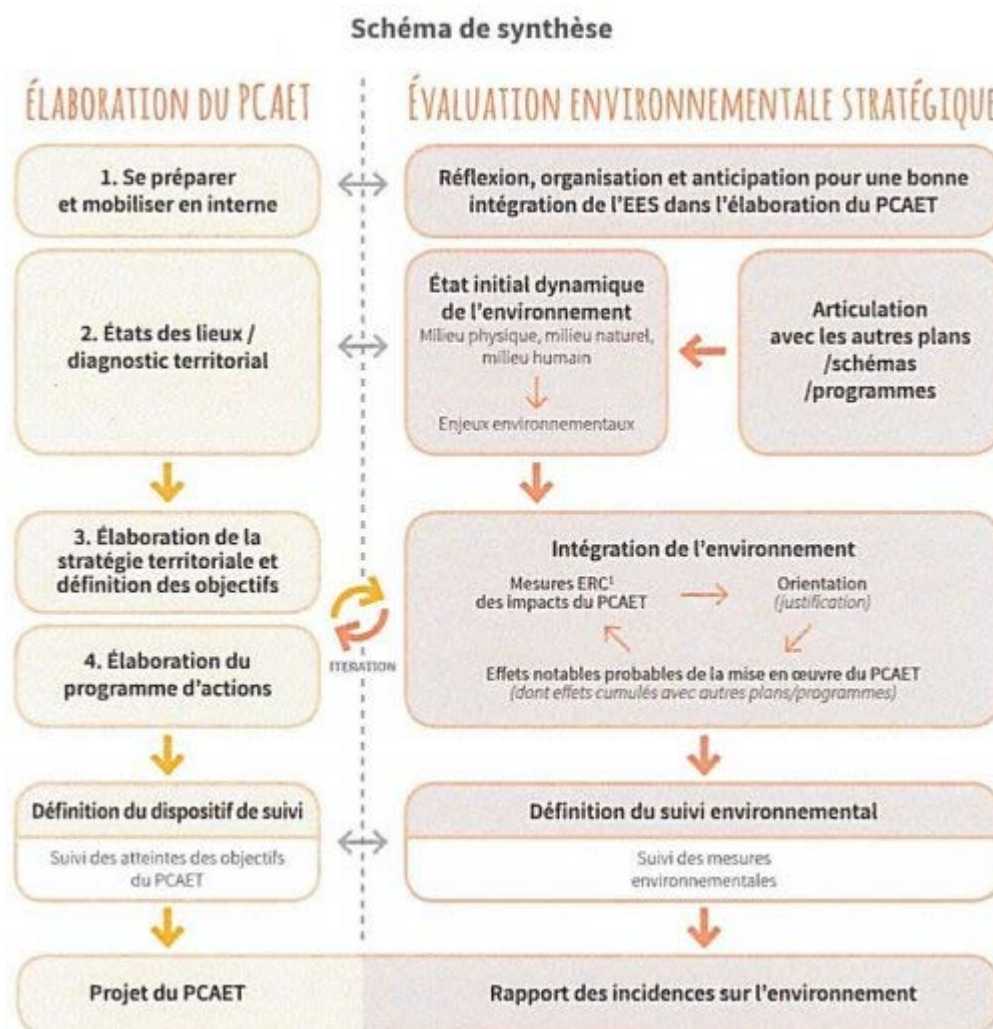 Schéma de synthèse
ÉLABORATION DU PCAET
ÉVALUATION ENVIRONNEMENTALE STRATÉGIQUE
1. Se préparer
et mobiliser en interne
Réflexion, organisation et anticipation pour une bonne
intégration de l'EES dans l'élaboration du PCAET
2. États des lieux /
diagnostic territorial
État initial dynamique
de l'environnement
Milieu physique, milieu naturel,
milieu humain
Enjeux environnementaux
Articulation
avec les autres plans
/schémas
/programmes
3. Élaboration de la
stratégie territoriale et
définition des objectifs
4. Élaboration du
programme d'actions
ITERATION
Intégration de l'environnement
Mesures ERC¹
des impacts du PCAET
Orientation
(justification)
Effets notables probables de la mise en œuvre du PCAET
(dont effets cumulés avec autres plans/programmes)
Définition du dispositif de suivi
Suivi des atteintes des objectifs
du PCAET
Définition du suivi environnemental
Suivi des mesures
environnementales
Projet du PCAET
Rapport des incidences sur l'environnement